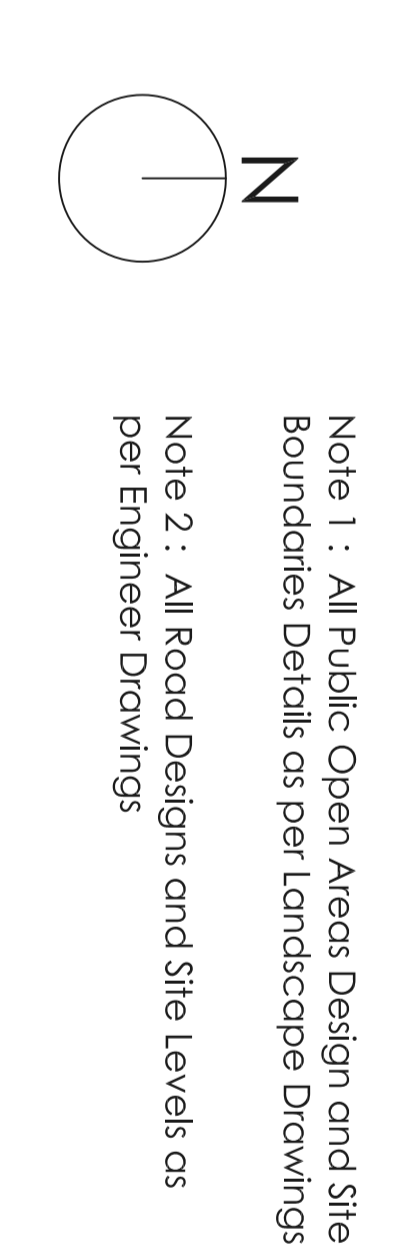 N
Note 1 : All Public Open Areas Design and Site
Boundaries Details as per Landscape Drawings
Note 2 : All Road Designs and Site Levels as
per Engineer Drawings